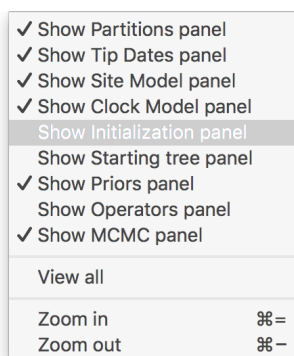 ✓ Show Partitions panel
✓ Show Tip Dates panel
✓ Show Site Model panel
✓ Show Clock Model panel
Show Initialization panel
Show Starting tree panel
✓ Show Priors panel
Show Operators panel
✓ Show MCMC panel
View all
Zoom in ⌘=
Zoom out ⌘−